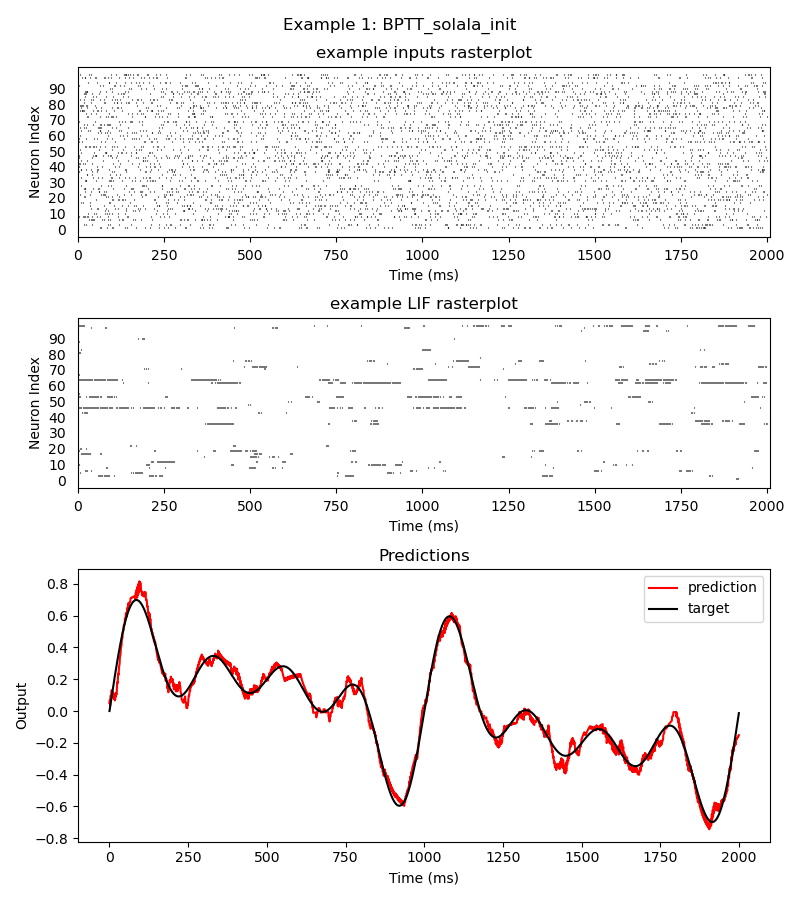 Example 1: BPTT_solala_init
example inputs rasterplot
Neuron Index
90
80
70
60
50
40
30
20
10
0
0 250 500 750 1000 1250 1500 1750 2000
Time (ms)
example LIF rasterplot
Neuron Index
90
80
70
60
50
40
30
20
10
0
0 250 500 750 1000 1250 1500 1750 2000
Time (ms)
Predictions
Output
0.8
0.6
0.4
0.2
0.0
−0.2
−0.4
−0.6
−0.8
prediction
target
0 250 500 750 1000 1250 1500 1750 2000
Time (ms)